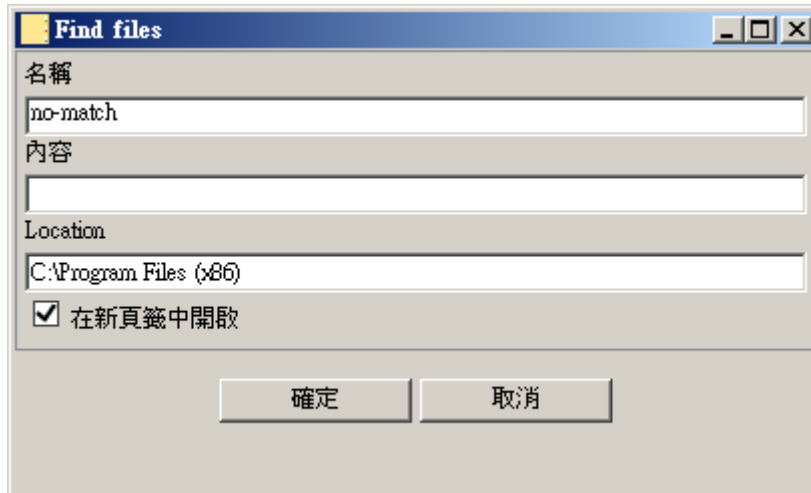 Find files
名稱
no-match
內容
Location
C:\Program Files (x86)
在新頁籤中開啟
確定
取消